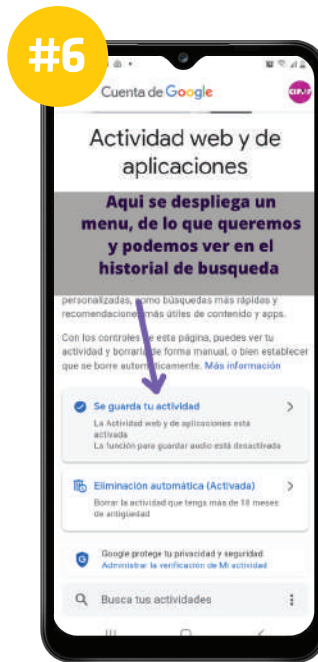 #6
Cuenta de Google
Actividad web y de
aplicaciones
Aqui se despliega un
menu, de lo que queremos
y podemos ver en el
historial de busqueda
personalizadas, como búsquedas más rápidas y
recomendaciones más útiles de contenido y apps.
Con los controles de esta página, puedes ver tu
actividad y borrarla de forma manual, o bien establecer
que se borre automáticamente. Más información
Se guarda tu actividad
La Actividad web y de aplicaciones está
activada
La función para guardar audio está desactivada
Eliminación automática (Activada)
Borrar la actividad que tenga más de 18 meses
de antigüedad
Google protege tu privacidad y seguridad
Administrar la verificación de Mi actividad
Busca tus actividades